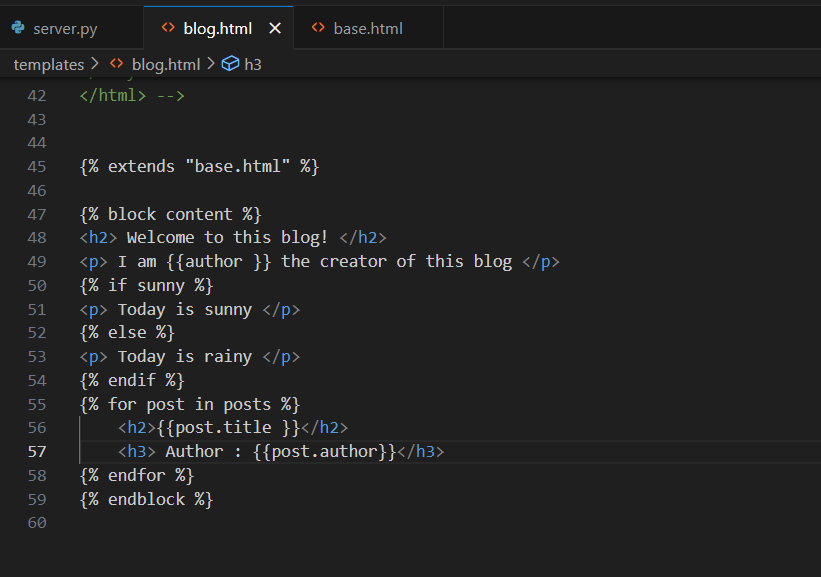 server.py blog.html base.html
templates > blog.html > h3
42 </html> -->
43
44
45 {% extends "base.html" %}
46
47 {% block content %}
48 <h2> Welcome to this blog! </h2>
49 <p> I am {{author }} the creator of this blog </p>
50 {% if sunny %}
51 <p> Today is sunny </p>
52 {% else %}
53 <p> Today is rainy </p>
54 {% endif %}
55 {% for post in posts %}
56     <h2>{{post.title }}</h2>
57     <h3> Author : {{post.author}}</h3>
58 {% endfor %}
59 {% endblock %}
60